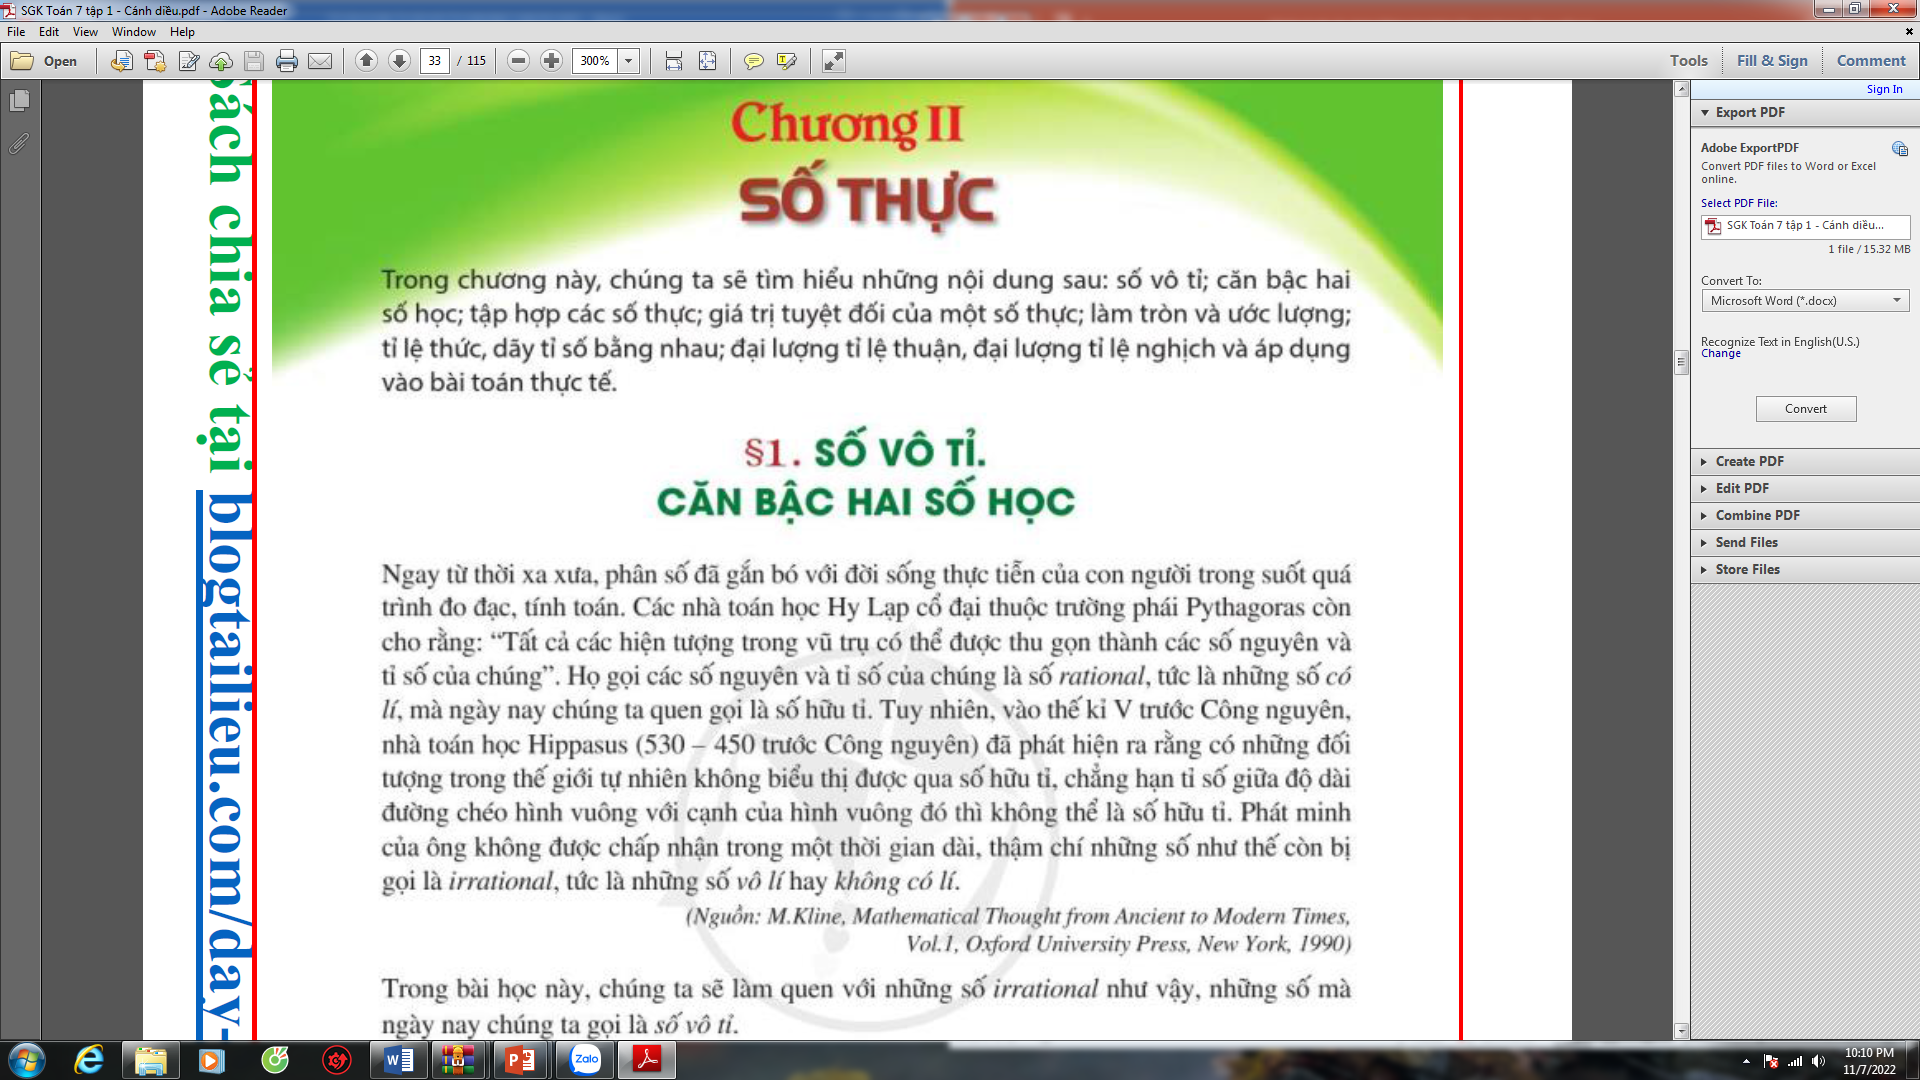 SGK Toán 7 tập 1 - Cánh diều.pdf - Adobe Reader
File Edit View Window Help
Open 33 / 115 300% Tools Fill & Sign Comment
Sign In
Export PDF
Adobe ExportPDF
Convert PDF files to Word or Excel
online.
Select PDF File:
SGK Toán 7 tập 1 - Cánh diều...
1 file / 15.32 MB
Convert To:
Microsoft Word (*.docx)
Recognize Text in English(U.S.)
Change
Convert
Create PDF
Edit PDF
Combine PDF
Send Files
Store Files
Sách chia sẻ tại blogtailieu.com/day-
Chương II
SỐ THỰC
Trong chương này, chúng ta sẽ tìm hiểu những nội dung sau: số vô tỉ; căn bậc hai
số học; tập hợp các số thực; giá trị tuyệt đối của một số thực; làm tròn và ước lượng;
tỉ lệ thức, dãy tỉ số bằng nhau; đại lượng tỉ lệ thuận, đại lượng tỉ lệ nghịch và áp dụng
vào bài toán thực tế.
§1. SỐ VÔ TỈ.
CĂN BẬC HAI SỐ HỌC
Ngay từ thời xa xưa, phân số đã gắn bó với đời sống thực tiễn của con người trong suốt quá
trình đo đạc, tính toán. Các nhà toán học Hy Lạp cổ đại thuộc trường phái Pythagoras còn
cho rằng: “Tất cả các hiện tượng trong vũ trụ có thể được thu gọn thành các số nguyên và
tỉ số của chúng”. Họ gọi các số nguyên và tỉ số của chúng là số rational, tức là những số có
lí, mà ngày nay chúng ta quen gọi là số hữu tỉ. Tuy nhiên, vào thế kỉ V trước Công nguyên,
nhà toán học Hippasus (530 – 450 trước Công nguyên) đã phát hiện ra rằng có những đối
tượng trong thế giới tự nhiên không biểu thị được qua số hữu tỉ, chẳng hạn tỉ số giữa độ dài
đường chéo hình vuông với cạnh của hình vuông đó thì không thể là số hữu tỉ. Phát minh
của ông không được chấp nhận trong một thời gian dài, thậm chí những số như thế còn bị
gọi là irrational, tức là những số vô lí hay không có lí.
(Nguồn: M.Kline, Mathematical Thought from Ancient to Modern Times,
Vol.1, Oxford University Press, New York, 1990)
Trong bài học này, chúng ta sẽ làm quen với những số irrational như vậy, những số mà
ngày nay chúng ta gọi là số vô tỉ.
Zalo
10:10 PM
11/7/2022